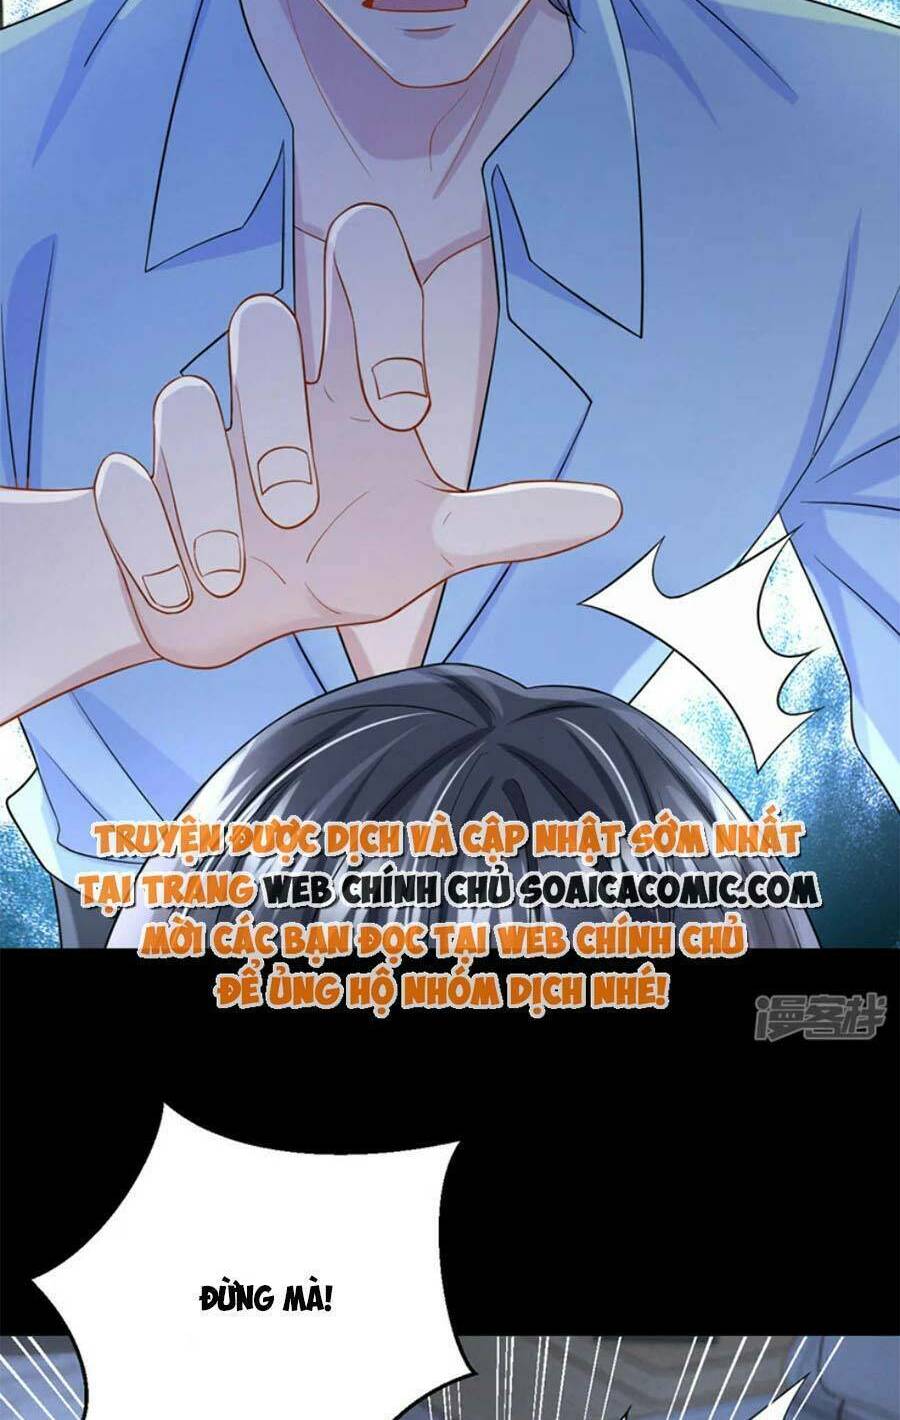 TRUYỆN ĐƯỢC DỊCH VÀ CẬP NHẬT SỚM NHẤT
TẠI TRANG WEB CHÍNH CHỦ SOAICACOMIC.COM
MỜI CÁC BẠN ĐỌC TẠI WEB CHÍNH CHỦ
ĐỂ ỦNG HỘ NHÓM DỊCH NHÉ!
漫客栈
ĐỪNG MÀ!